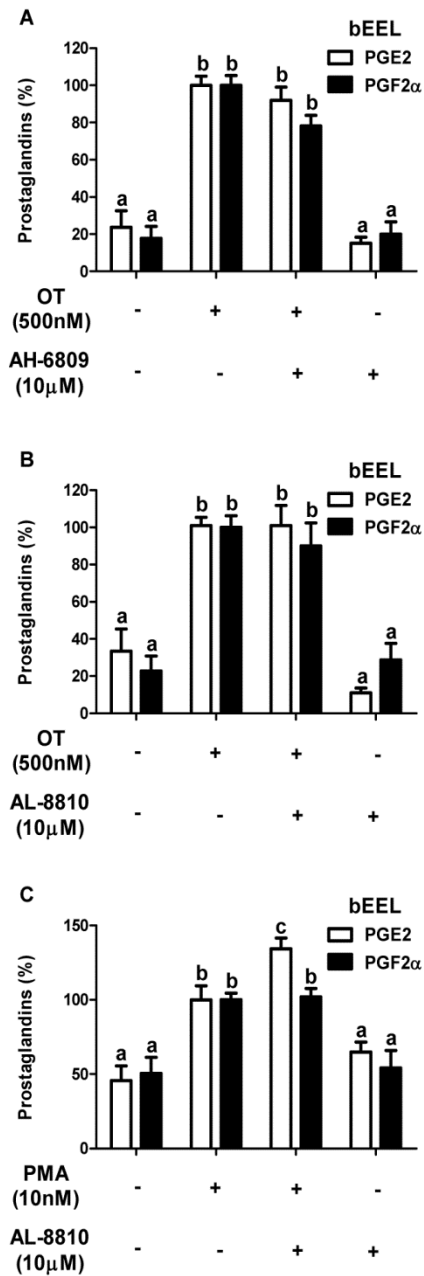 A
bEEL
PGE2
PGF2α
Prostaglandins (%)
120
100
80
60
40
20
0
a a b b b b a a
OT
(500nM)
- + + -
AH-6809
(10μM)
- - + +
B
bEEL
PGE2
PGF2α
Prostaglandins (%)
120
100
80
60
40
20
0
a a b b b b a a
OT
(500nM)
- + + -
AL-8810
(10μM)
- - + +
C
bEEL
PGE2
PGF2α
Prostaglandins (%)
150
100
50
0
a a b b c b a a
PMA
(10nM)
- + + -
AL-8810
(10μM)
- - + +